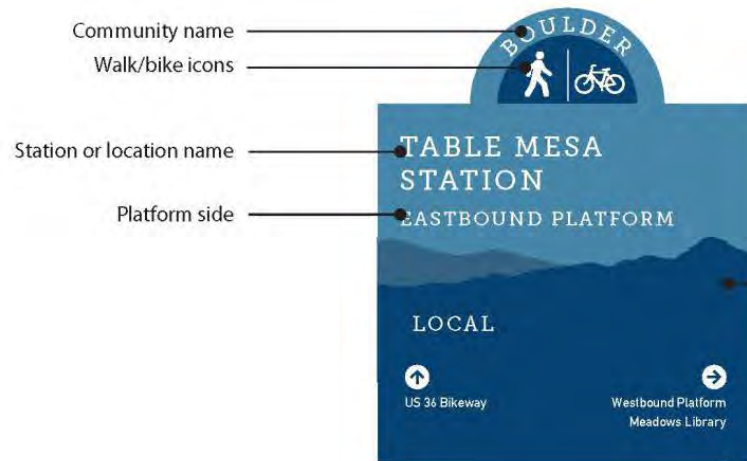 Community name
BOULDER
Walk/bike icons
Station or location name
TABLE MESA
STATION
Platform side
EASTBOUND PLATFORM
LOCAL
US 36 Bikeway
Westbound Platform
Meadows Library